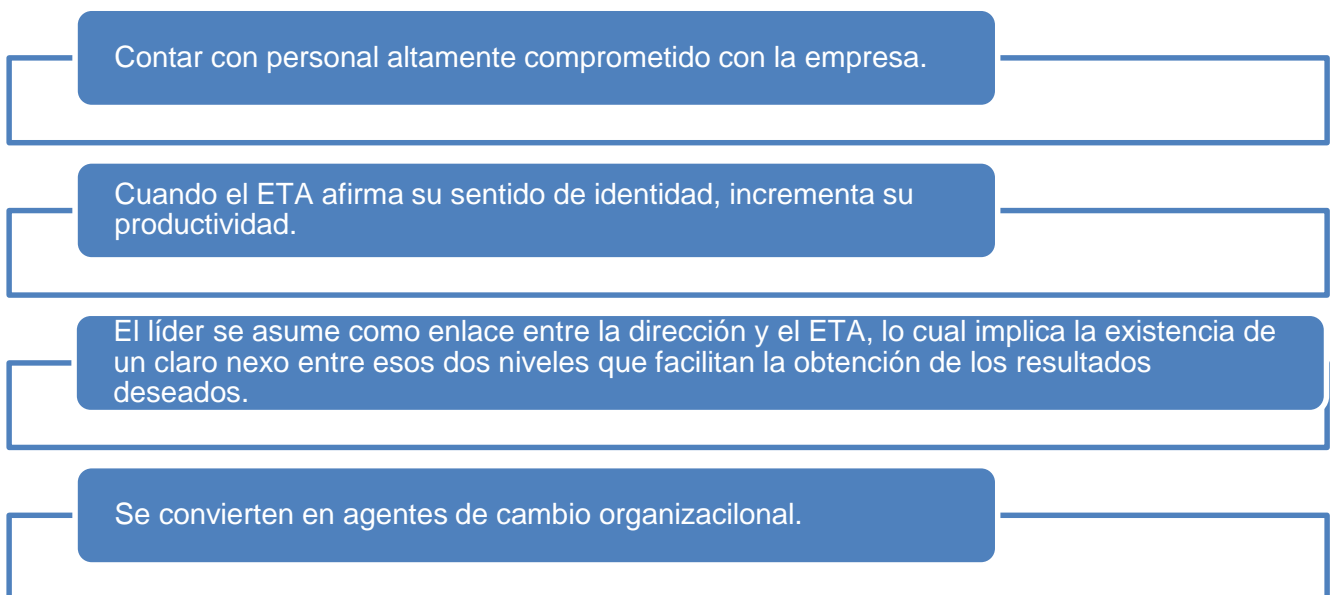 Contar con personal altamente comprometido con la empresa.
Cuando el ETA afirma su sentido de identidad, incrementa su
productividad.
El líder se asume como enlace entre la dirección y el ETA, lo cual implica la existencia de
un claro nexo entre esos dos niveles que facilitan la obtención de los resultados
deseados.
Se convierten en agentes de cambio organizacilonal.